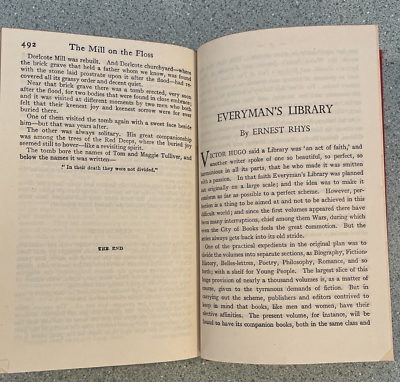 492 The Mill on the Floss
Dorlcote Mill was rebuilt. And Dorlcote churchyard—where
the brick grave that held a father whom we know, was found
with the stone laid prostrate upon it after the flood—had re-
covered all its grassy order and decent quiet.
Near that brick grave there was a tomb erected, very soon
after the flood, for two bodies that were found in close embrace;
and it was visited at different moments by two men who both
felt that their keenest joy and keenest sorrow were for ever
buried there.
One of them visited the tomb again with a sweet face beside
him—but that was years after.
The other was always solitary. His great companionship
was among the trees of the Red Deeps, where the buried joy
seemed still to hover—like a revisiting spirit.
The tomb bore the names of Tom and Maggie Tulliver, and
below the names it was written—
" In their death they were not divided."
THE END
EVERYMAN'S LIBRARY
By ERNEST RHYS
VICTOR HUGO said a Library was 'an act of faith,' and
another writer spoke of one so beautiful, so perfect, so
harmonious in all its parts, that he who made it was smitten
with a passion. In that faith Everyman's Library was planned
out originally on a large scale; and the idea was to make it
conform as far as possible to a perfect scheme. However, per-
fection is a thing to be aimed at and not to be achieved in this
difficult world; and since the first volumes appeared there have
been many interruptions, chief among them Wars, during which
even the City of Books feels the great commotion. But the
series always gets back into its old stride.
One of the practical expedients in the original plan was to
divide the volumes into separate sections, as Biography, Fiction,
History, Belles-lettres, Poetry, Philosophy, Romance, and so
forth; with a shelf for Young People. The largest slice of this
huge provision of nearly a thousand volumes is, as a matter of
course, given to the tyrannous demands of fiction. But in
carrying out the scheme, publishers and editors contrived to
keep in mind that books, like men and women, have their
elective affinities. The present volume, for instance, will be
found to have its companion books, both in the same class and